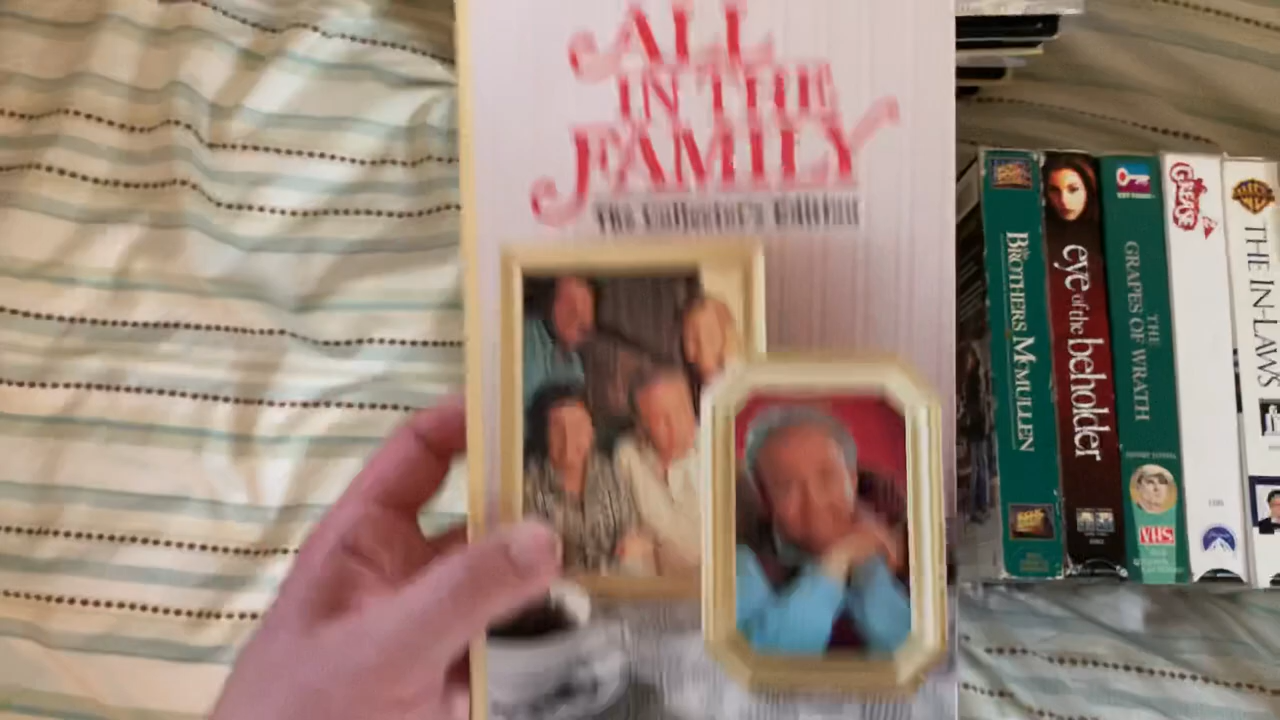 ALL
IN THE
FAMILY
The Collector's Edition
THE BROTHERS MCMULLEN
eye of the beholder
THE
GRAPES OF WRATH
VHS
GREASE
THE IN-LAWS